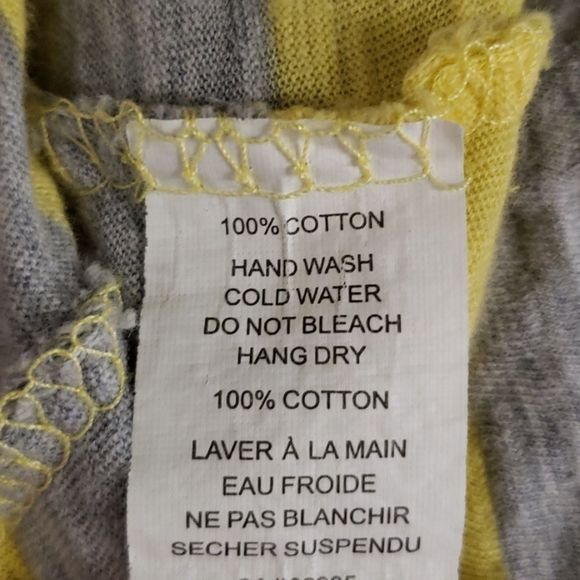 100% COTTON
HAND WASH
COLD WATER
DO NOT BLEACH
HANG DRY
100% COTTON
LAVER À LA MAIN
EAU FROIDE
NE PAS BLANCHIR
SECHER SUSPENDU